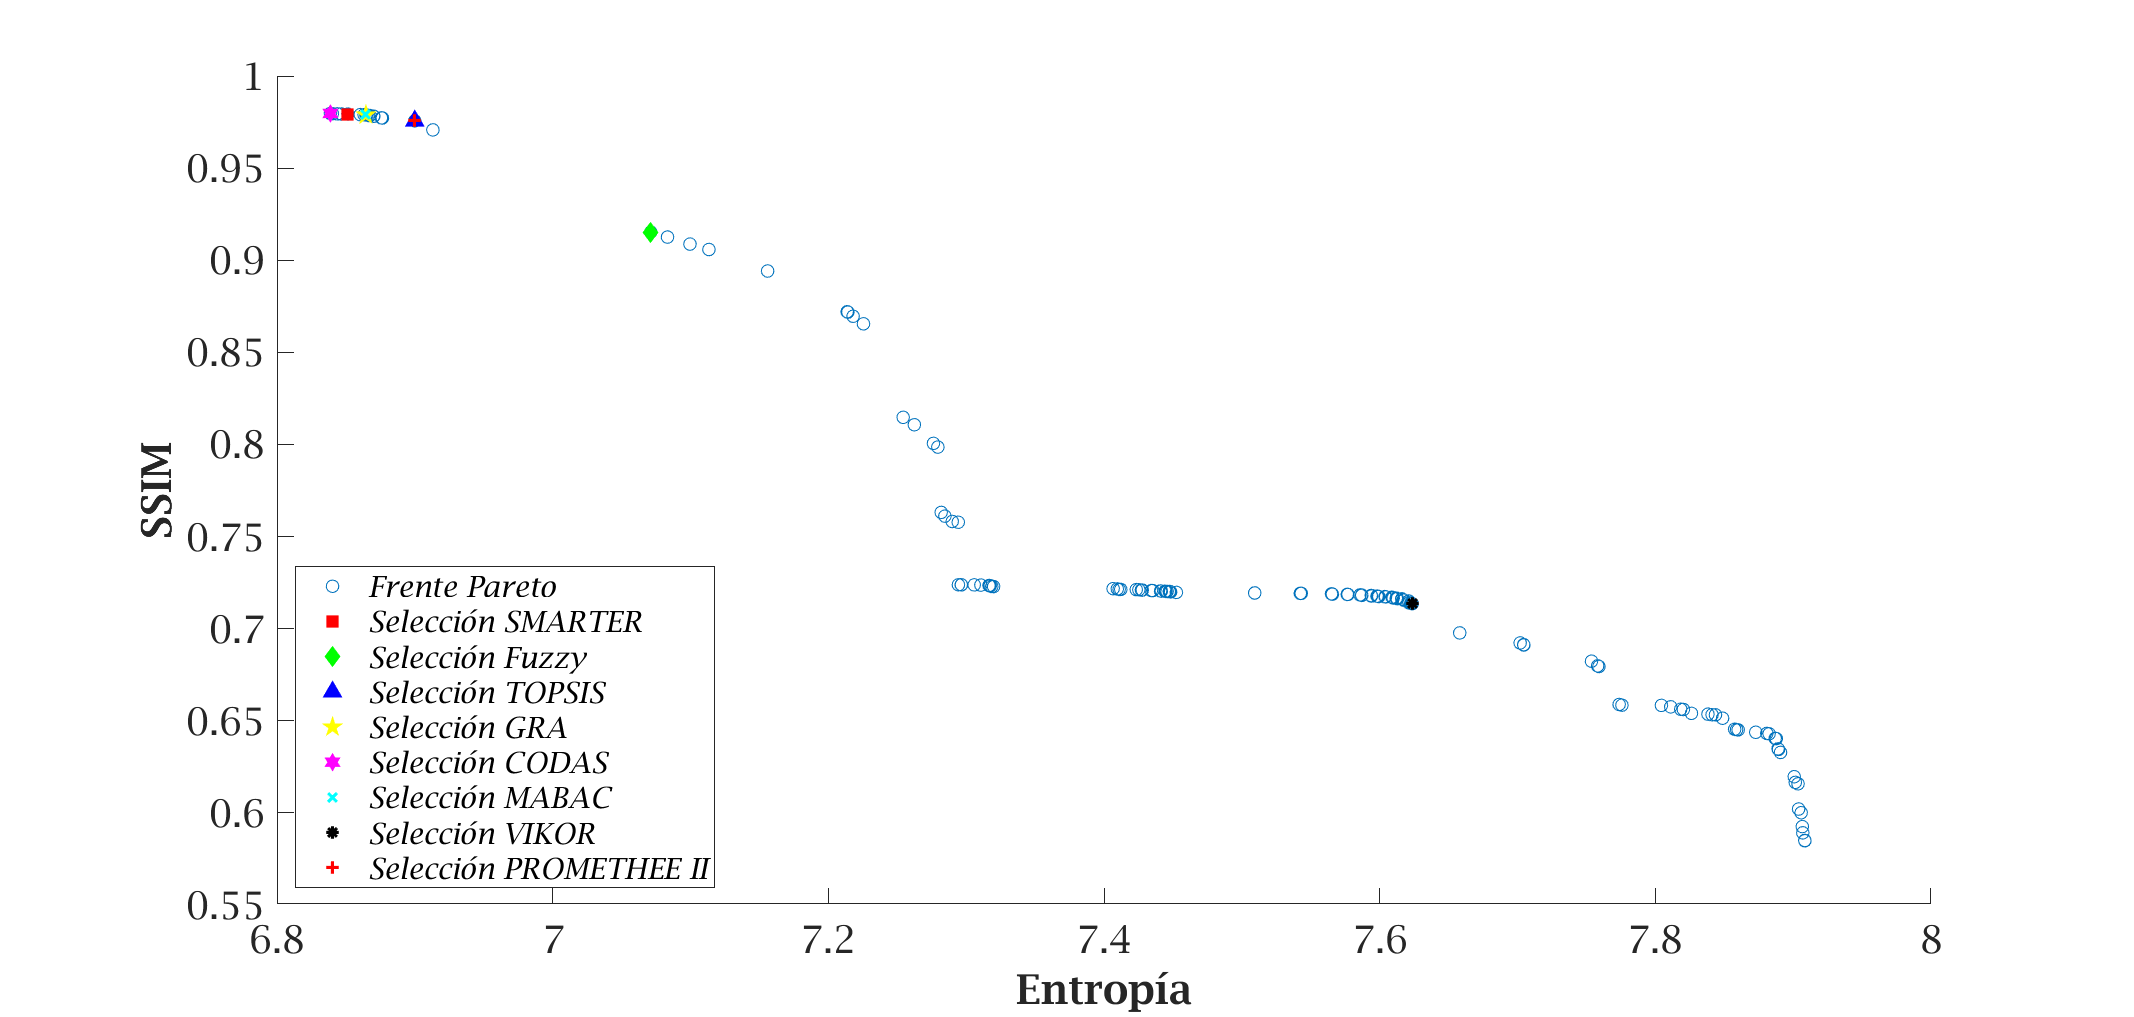 1
0.95
0.9
0.85
0.8
0.75
0.7
0.65
0.6
0.55
SSIM
Frente Pareto
Selección SMARTER
Selección Fuzzy
Selección TOPSIS
Selección GRA
Selección CODAS
Selección MABAC
Selección VIKOR
Selección PROMETHEE II
6.8 7 7.2 7.4 7.6 7.8 8
Entropía